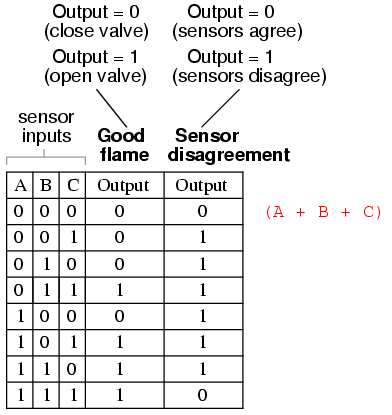 Output = 0 Output = 0
(close valve) (sensors agree)
Output = 1 Output = 1
(open valve) (sensors disagree)
sensor
inputs
Good Sensor
flame disagreement
A B C Output Output
0 0 0 0 0 (A + B + C)
0 0 1 0 1
0 1 0 0 1
0 1 1 1 1
1 0 0 0 1
1 0 1 1 1
1 1 0 1 1
1 1 1 1 0